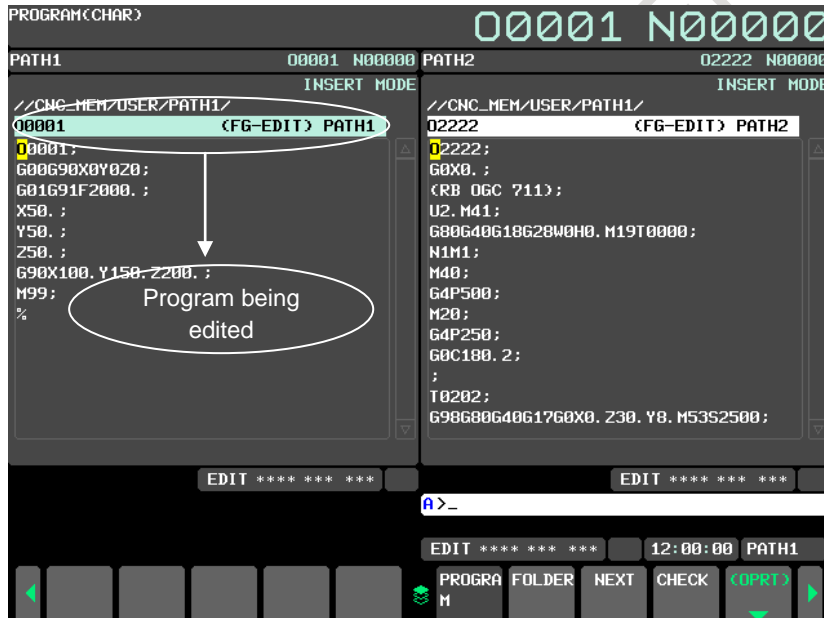 PROGRAM(CHAR)
O0001 N00000
PATH1 O0001 N00000
INSERT MODE
//CNC_MEM/USER/PATH1/
O0001 (FG-EDIT) PATH1
O0001;
G00G90X0Y0Z0;
G01G91F2000.;
X50.;
Y50.;
Z50.;
G90X100.Y150.Z200.;
M99;
%
Program being
edited
EDIT **** *** ***
PATH2 O2222 N00000
INSERT MODE
//CNC_MEM/USER/PATH1/
O2222 (FG-EDIT) PATH2
O2222;
G0X0.;
(RB OGC 711);
U2.M41;
G80G40G18G28W0H0.M19T0000;
N1M1;
M40;
G4P500;
M20;
G4P250;
G0C180.2;
;
T0202;
G98G80G40G17G0X0.Z30.Y8.M53S2500;
EDIT **** *** ***
A>_
EDIT **** *** *** 12:00:00 PATH1
PROGRA
M FOLDER NEXT CHECK (OPRT)